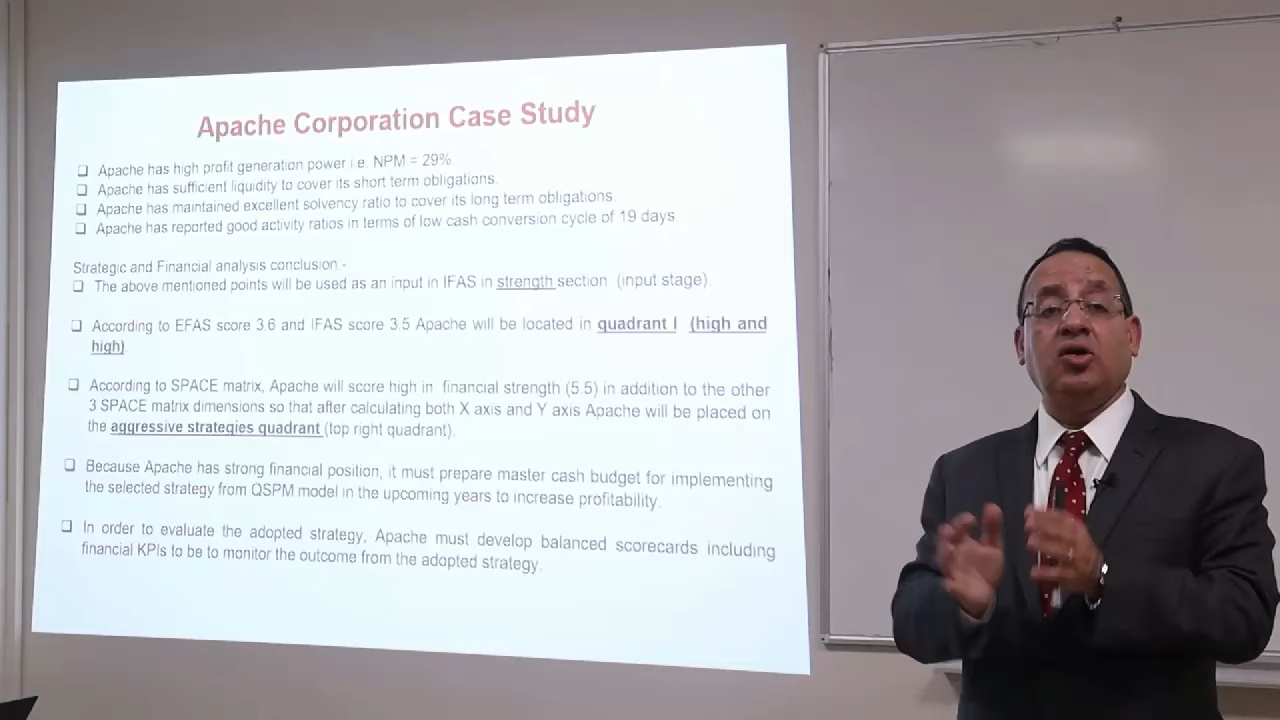 Apache Corporation Case Study
❑ Apache has high profit generation power i.e. NPM = 29%
❑ Apache has sufficient liquidity to cover its short term obligations.
❑ Apache has maintained excellent solvency ratio to cover its long term obligations
❑ Apache has reported good activity ratios in terms of low cash conversion cycle of 19 days.
Strategic and Financial analysis conclusion:-
❑ The above mentioned points will be used as an input in IFAS in strength section (input stage).
❑ According to EFAS score 3.6 and IFAS score 3.5 Apache will be located in quadrant I (high and
high)
❑ According to SPACE matrix, Apache will score high in financial strength (5.5) in addition to the other
3 SPACE matrix dimensions so that after calculating both X axis and Y axis Apache will be placed on
the aggressive strategies quadrant (top right quadrant).
❑ Because Apache has strong financial position, it must prepare master cash budget for implementing
the selected strategy from QSPM model in the upcoming years to increase profitability.
❑ In order to evaluate the adopted strategy, Apache must develop balanced scorecards including
financial KPIs to be to monitor the outcome from the adopted strategy.